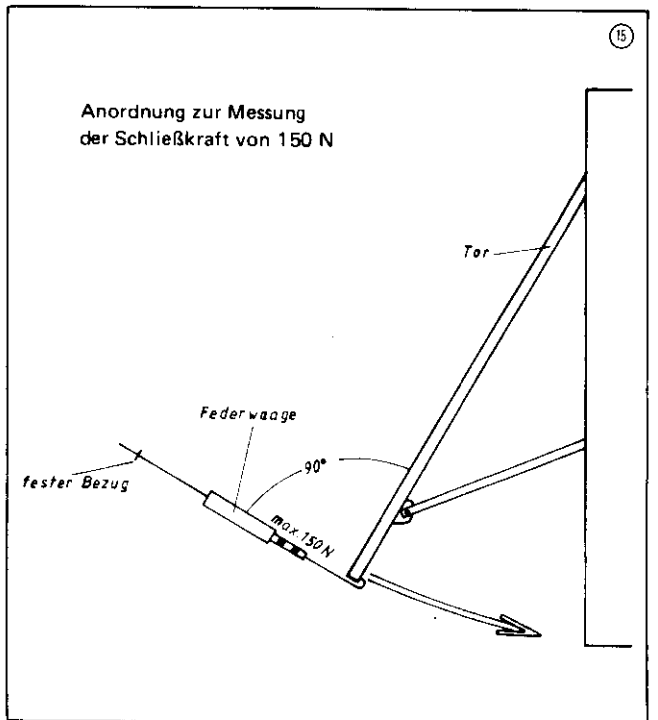 15
Anordnung zur Messung
der Schließkraft von 150 N
Tor
Federwaage
90°
fester Bezug
max. 150 N